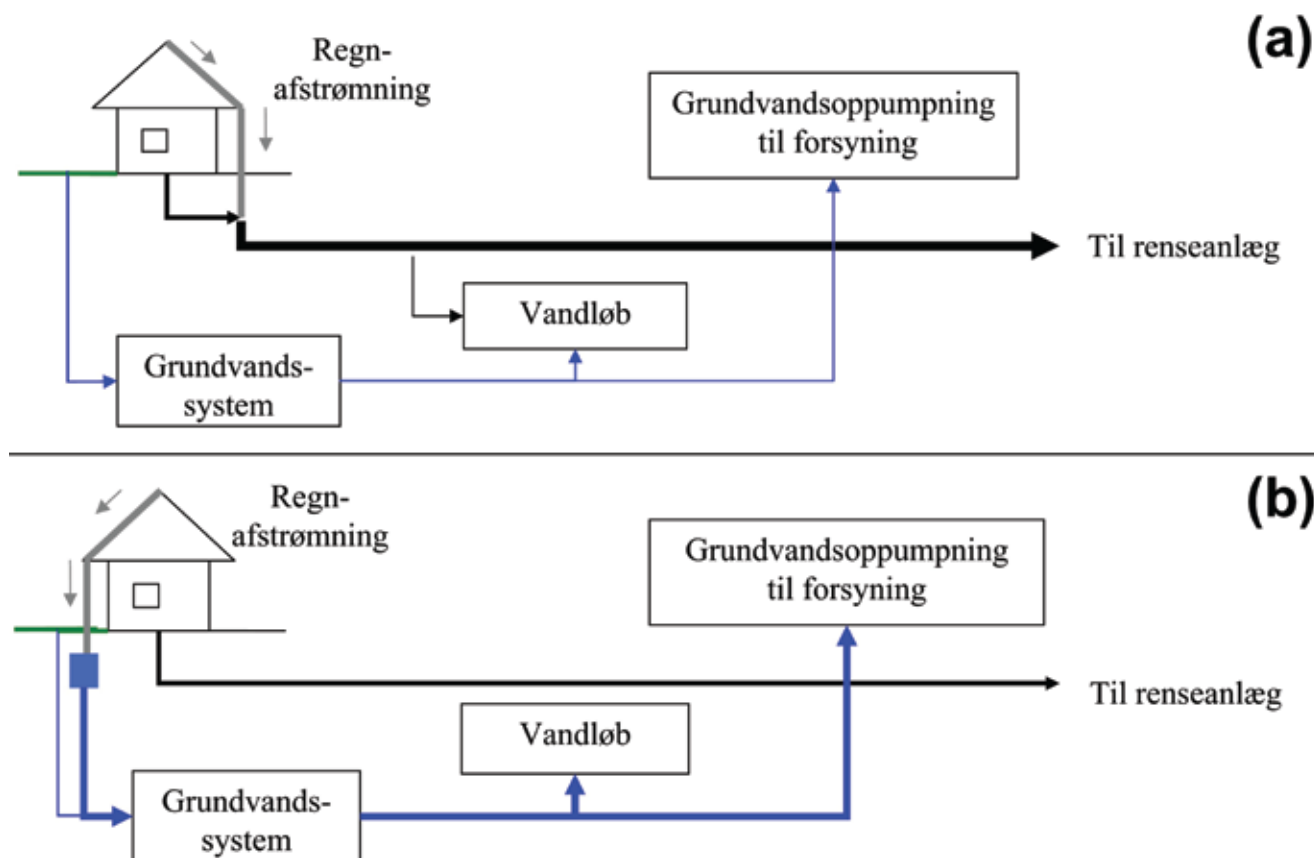 (a)
Regn-
afstrømning
Grundvandsoppumpning
til forsyning
Til renseanlæg
Vandløb
Grundvands-
system
(b)
Regn-
afstrømning
Grundvandsoppumpning
til forsyning
Til renseanlæg
Vandløb
Grundvands-
system